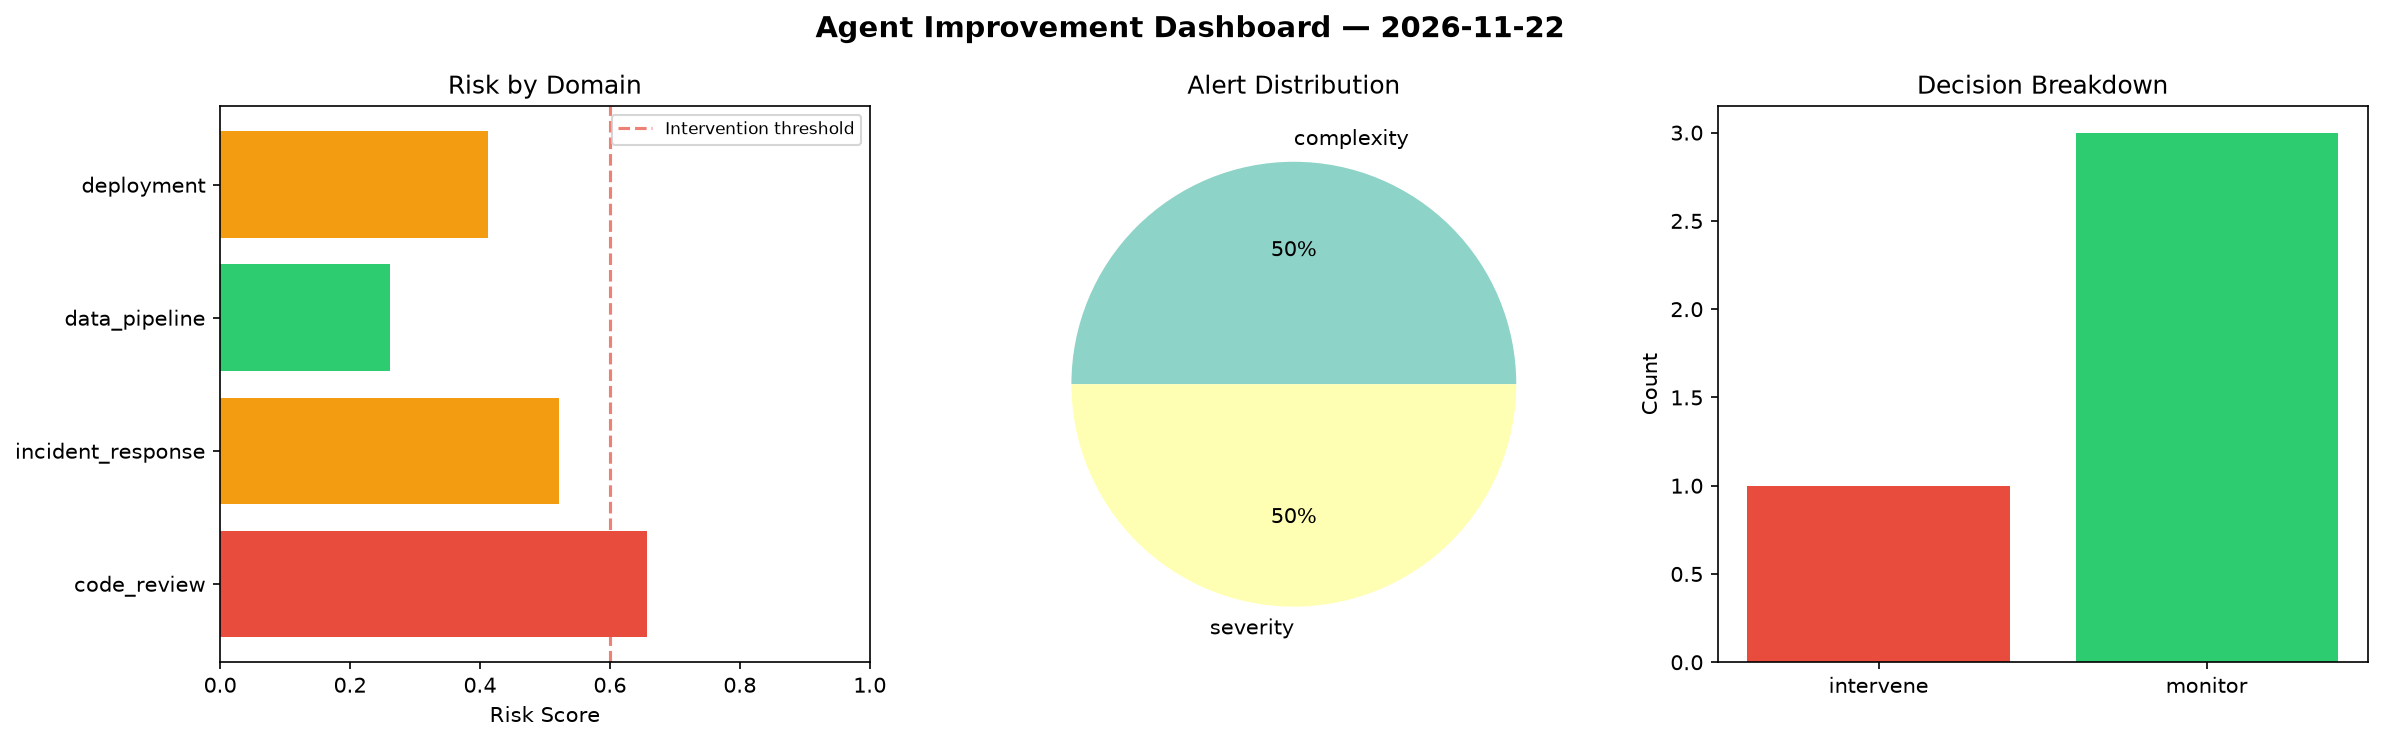 Agent Improvement Dashboard — 2026-11-22
Risk by Domain
Intervention threshold
deployment
data_pipeline
incident_response
code_review
0.0 0.2 0.4 0.6 0.8 1.0
Risk Score
Alert Distribution
complexity
50%
50%
severity
Decision Breakdown
3.0
2.5
2.0
1.5
1.0
0.5
0.0
Count
intervene monitor